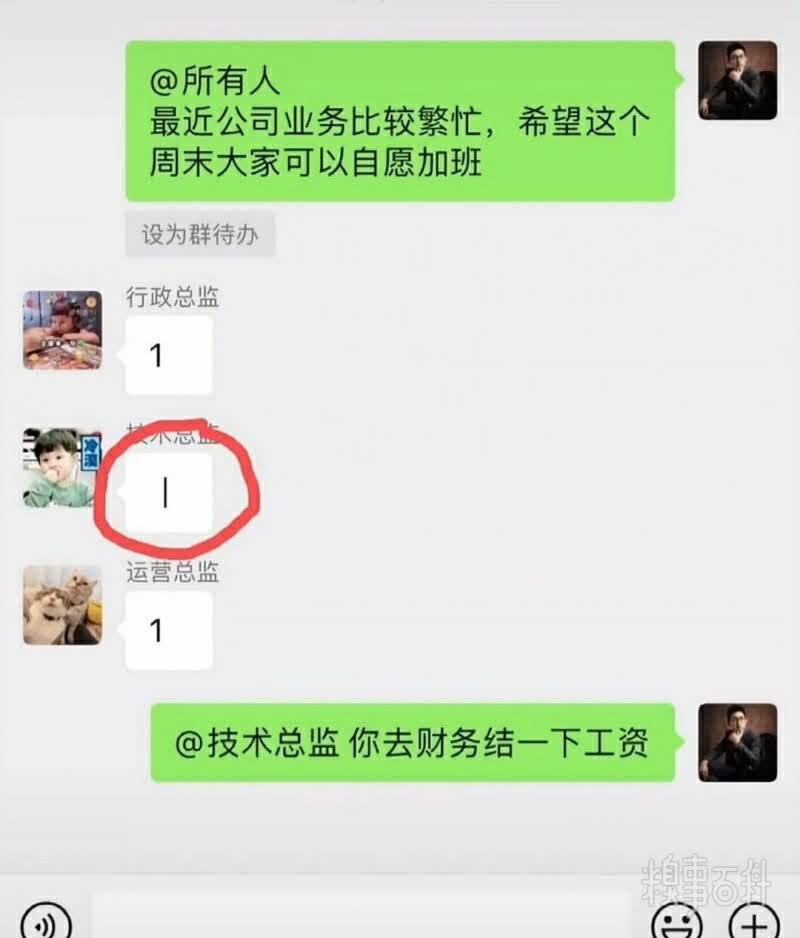 @所有人
最近公司业务比较繁忙，希望这个
周末大家可以自愿加班
设为群待办
行政总监
1
技术总监
冷漠
|
运营总监
1
@技术总监 你去财务结一下工资
糗事百科